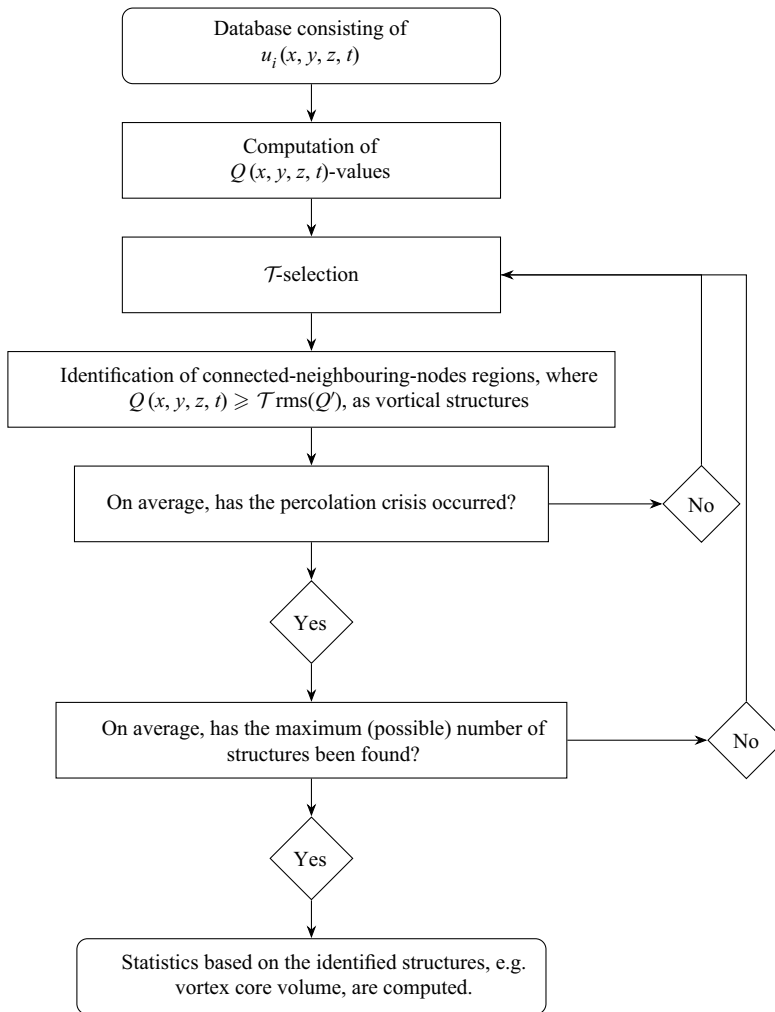 Database consisting of
u_i (x, y, z, t)
Computation of
Q (x, y, z, t)-values
𝒯-selection
Identification of connected-neighbouring-nodes regions, where
Q (x, y, z, t) ⩾ 𝒯 rms(Q′), as vortical structures
On average, has the percolation crisis occurred?
No
Yes
On average, has the maximum (possible) number of
structures been found?
No
Yes
Statistics based on the identified structures, e.g.
vortex core volume, are computed.